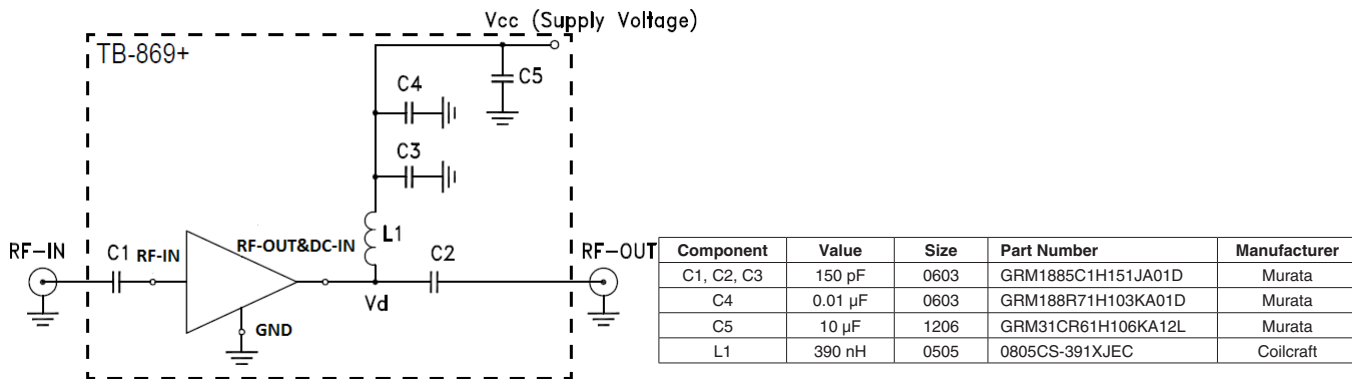 Vcc (Supply Voltage)
TB-869+
C4
C5
C3
L1
RF-IN
C1
RF-IN
RF-OUT&DC-IN
C2
RF-OUT
Vd
GND
Component Value Size Part Number Manufacturer
C1, C2, C3 150 pF 0603 GRM1885C1H151JA01D Murata
C4 0.01 µF 0603 GRM188R71H103KA01D Murata
C5 10 µF 1206 GRM31CR61H106KA12L Murata
L1 390 nH 0505 0805CS-391XJEC Coilcraft